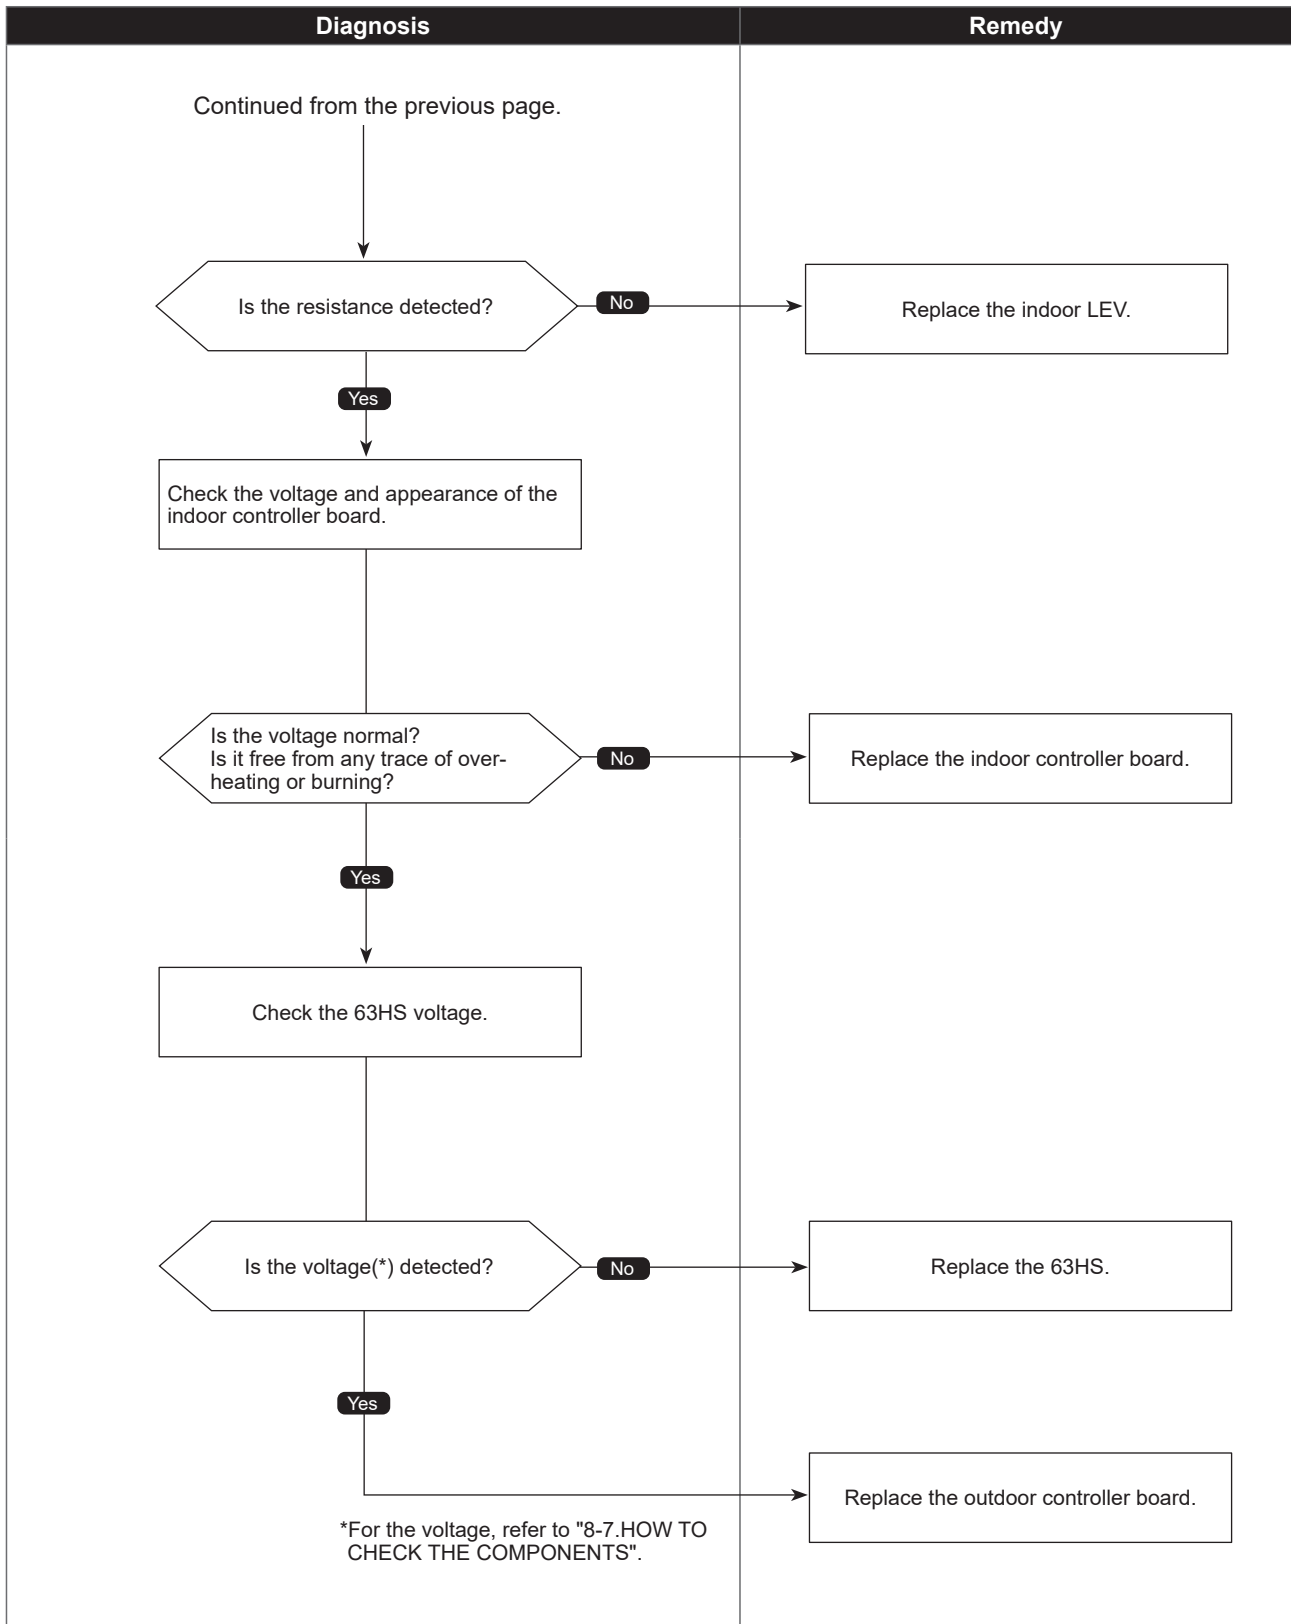 Diagnosis
Remedy
Continued from the previous page.
Is the resistance detected?
No
Replace the indoor LEV.
Yes
Check the voltage and appearance of the
indoor controller board.
Is the voltage normal?
Is it free from any trace of over-
heating or burning?
No
Replace the indoor controller board.
Yes
Check the 63HS voltage.
Is the voltage(*) detected?
No
Replace the 63HS.
Yes
Replace the outdoor controller board.
*For the voltage, refer to "8-7.HOW TO
CHECK THE COMPONENTS".